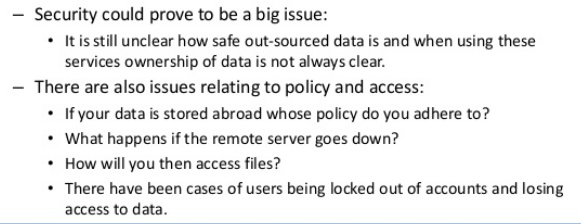 – Security could prove to be a big issue:
• It is still unclear how safe out-sourced data is and when using these
services ownership of data is not always clear.
– There are also issues relating to policy and access:
• If your data is stored abroad whose policy do you adhere to?
• What happens if the remote server goes down?
• How will you then access files?
• There have been cases of users being locked out of accounts and losing
access to data.